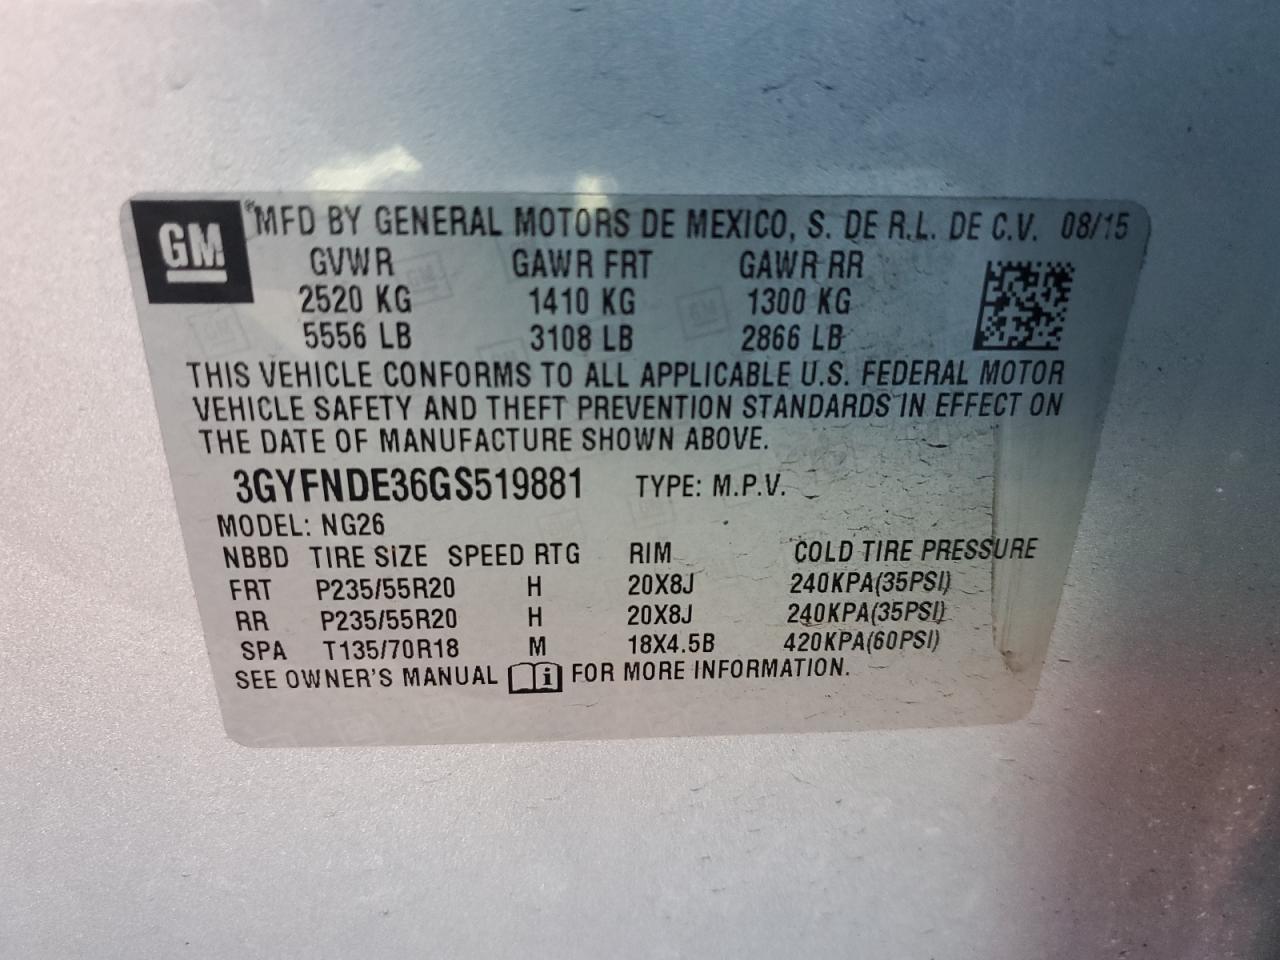 GM ® MFD BY GENERAL MOTORS DE MEXICO, S. DE R.L. DE C.V. 08/15
GVWR GAWR FRT GAWR RR
2520 KG 1410 KG 1300 KG
5556 LB 3108 LB 2866 LB
THIS VEHICLE CONFORMS TO ALL APPLICABLE U.S. FEDERAL MOTOR
VEHICLE SAFETY AND THEFT PREVENTION STANDARDS IN EFFECT ON
THE DATE OF MANUFACTURE SHOWN ABOVE.
3GYFNDE36GS519881 TYPE: M.P.V.
MODEL: NG26
NBBD TIRE SIZE SPEED RTG RIM COLD TIRE PRESSURE
FRT P235/55R20 H 20X8J 240KPA(35PSI)
RR P235/55R20 H 20X8J 240KPA(35PSI)
SPA T135/70R18 M 18X4.5B 420KPA(60PSI)
SEE OWNER'S MANUAL i FOR MORE INFORMATION.